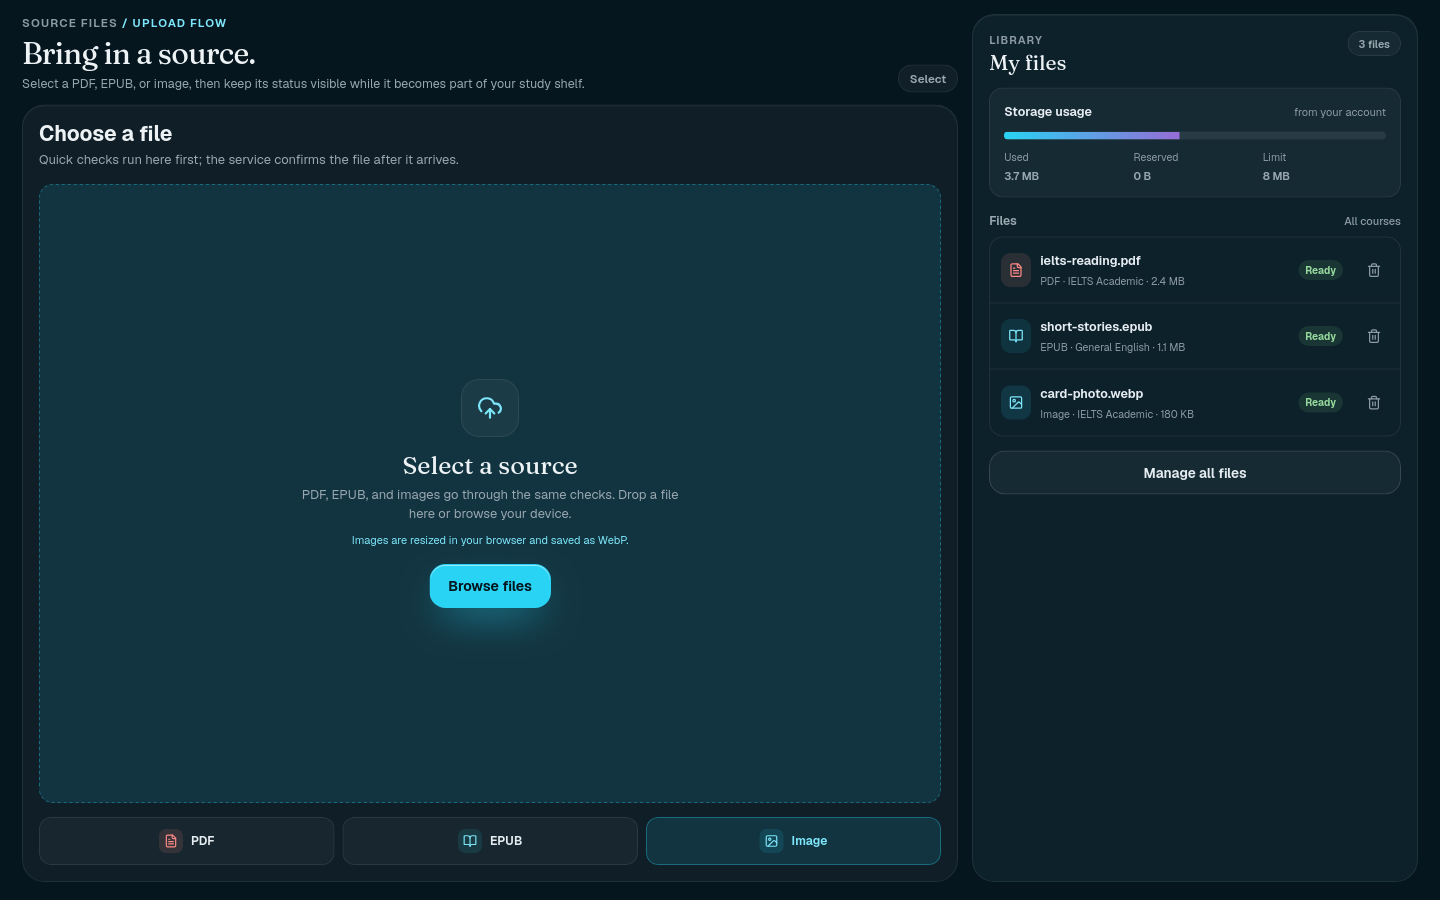 SOURCE FILES / UPLOAD FLOW
Bring in a source.
Select a PDF, EPUB, or image, then keep its status visible while it becomes part of your study shelf.
Select
Choose a file
Quick checks run here first; the service confirms the file after it arrives.
Select a source
PDF, EPUB, and images go through the same checks. Drop a file
here or browse your device.
Images are resized in your browser and saved as WebP.
Browse files
PDF
EPUB
Image
LIBRARY
My files
3 files
Storage usage
from your account
Used
Reserved
Limit
3.7 MB
0 B
8 MB
Files
All courses
ielts-reading.pdf
PDF · IELTS Academic · 2.4 MB
Ready
short-stories.epub
EPUB · General English · 1.1 MB
Ready
card-photo.webp
Image · IELTS Academic · 180 KB
Ready
Manage all files